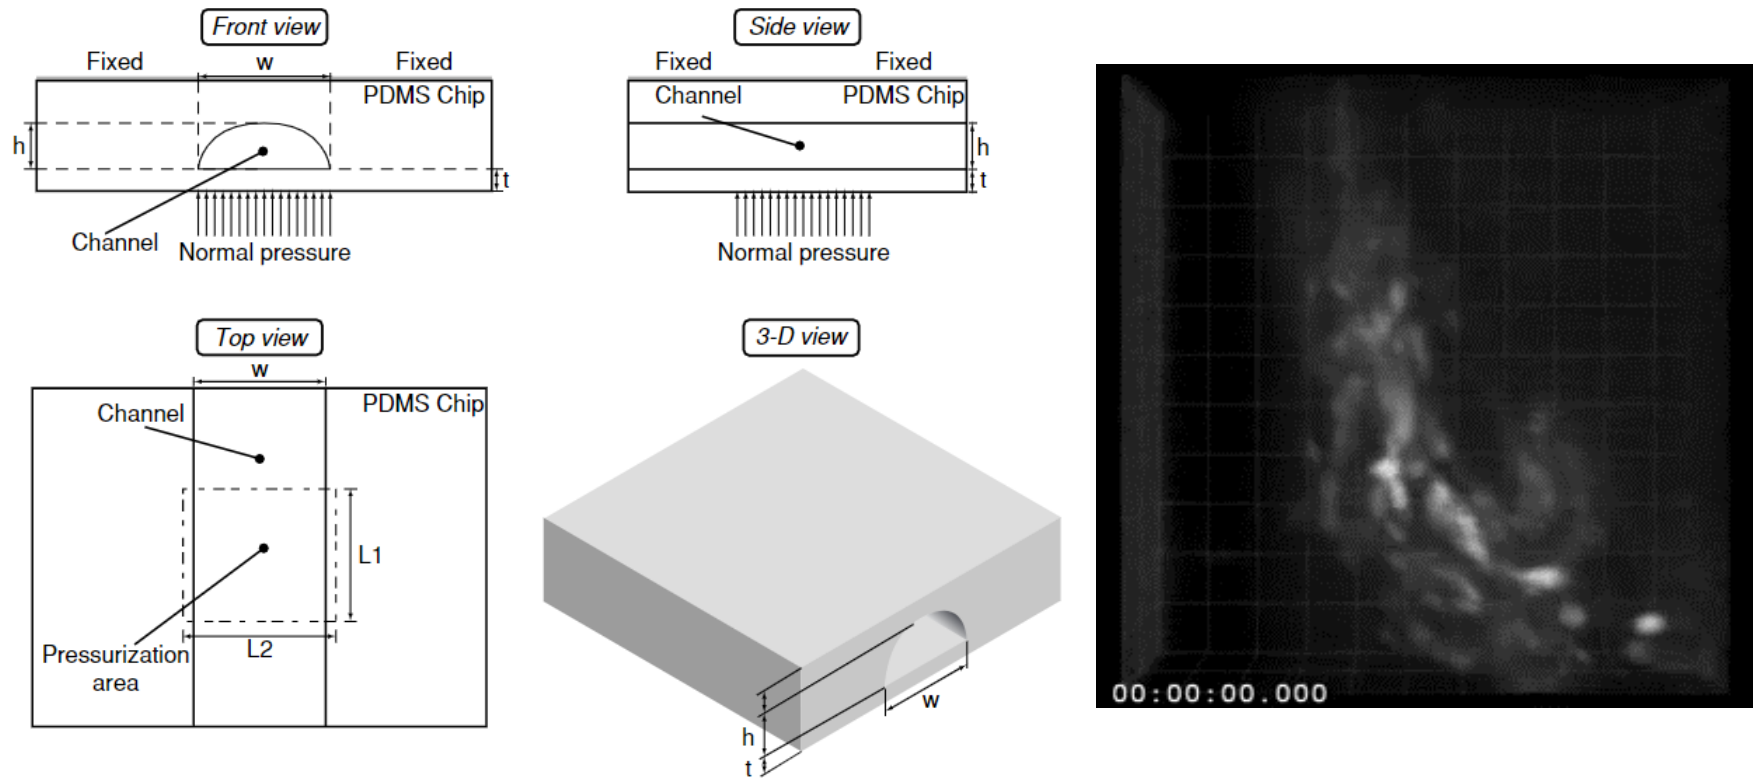 Front view
Fixed
w
Fixed
PDMS Chip
h
t
Channel
Normal pressure
Side view
Fixed
Fixed
Channel
PDMS Chip
h
t
Normal pressure
Top view
w
Channel
PDMS Chip
L1
L2
Pressurization
area
3-D view
w
h
t
00:00:00.000